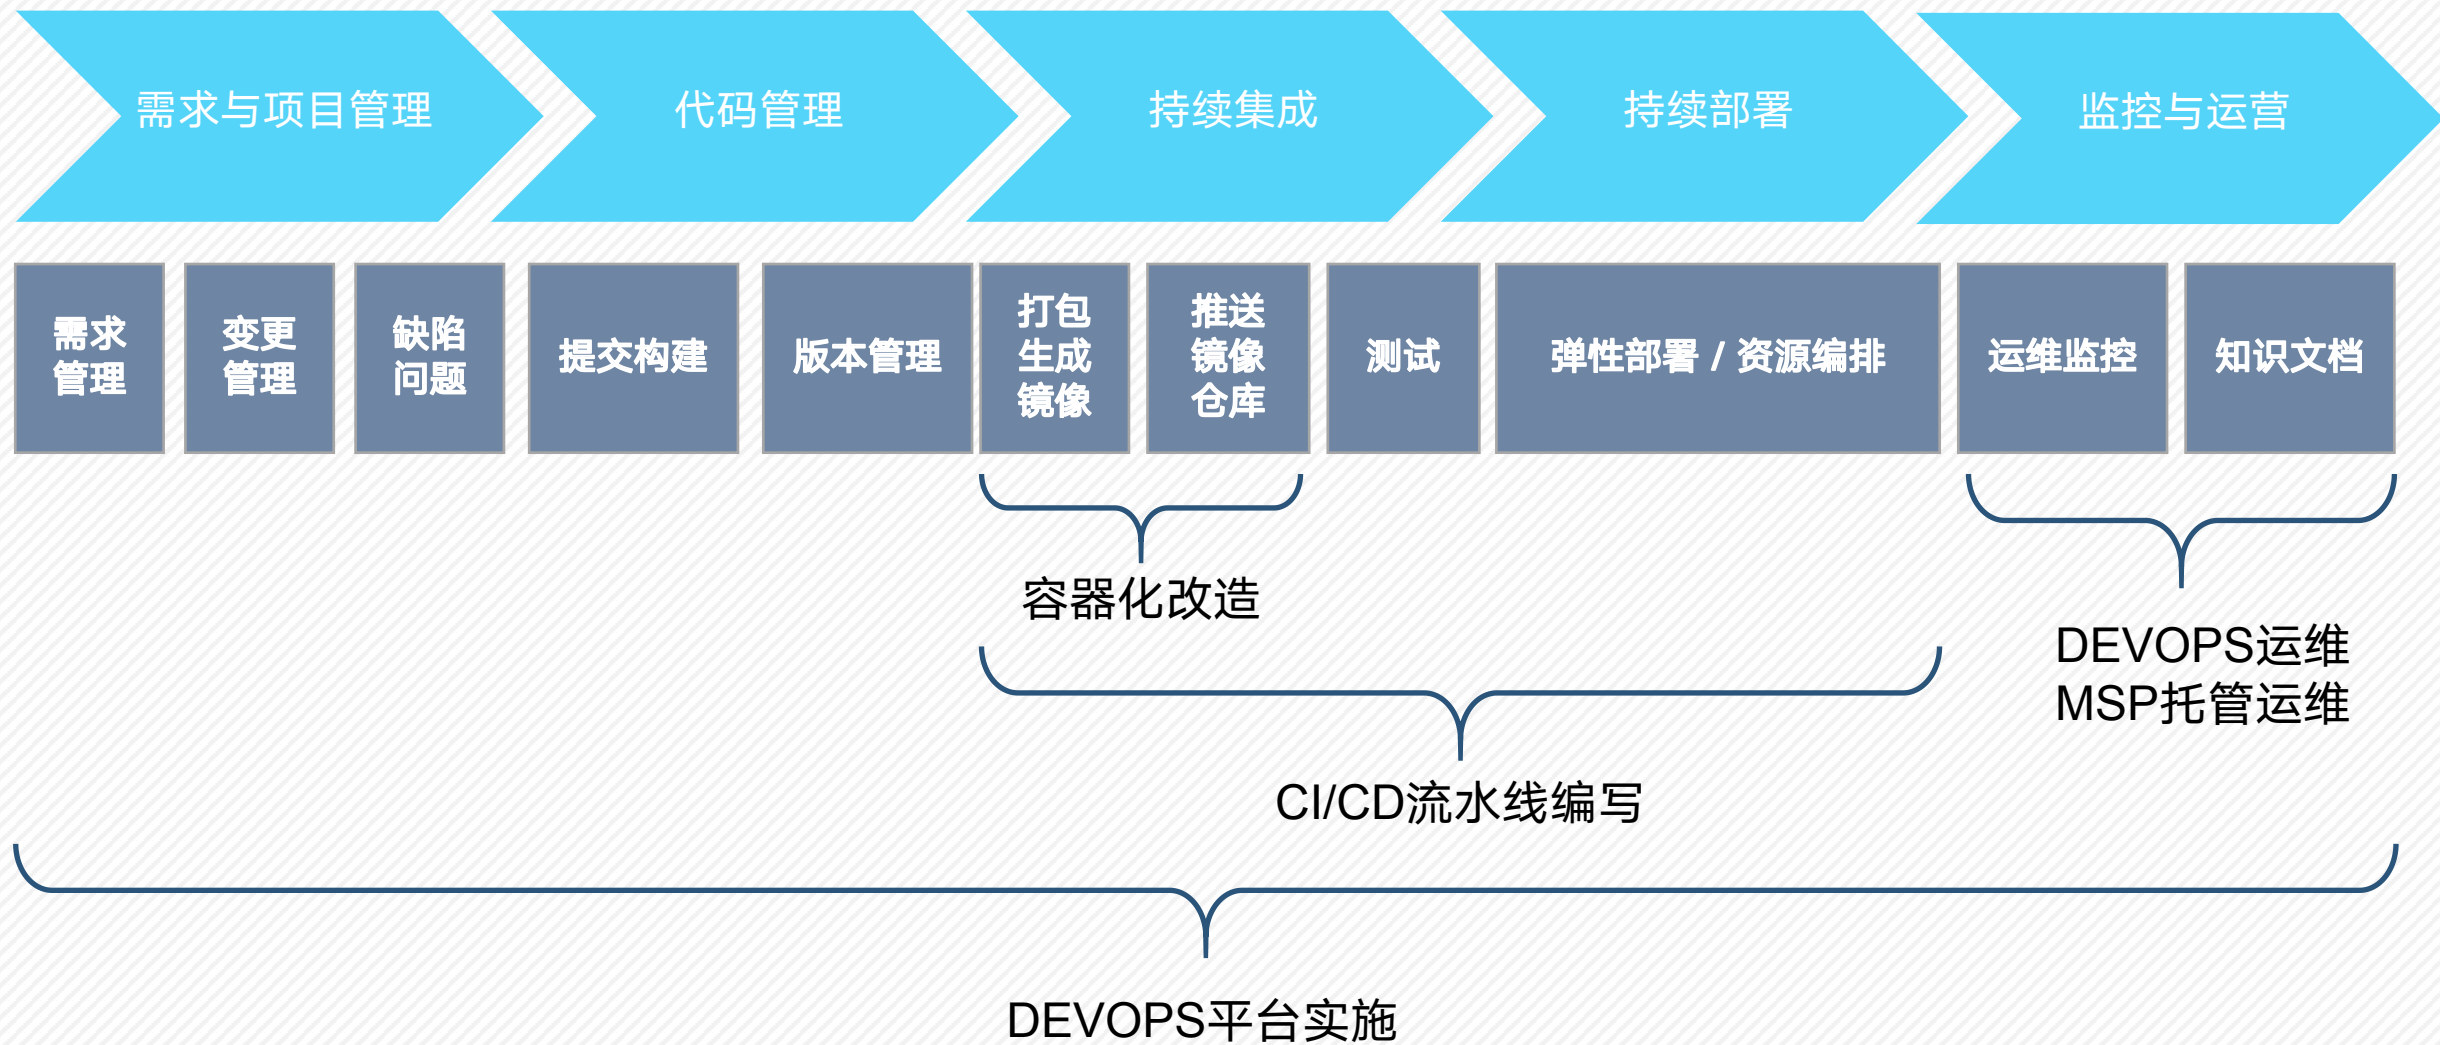 需求与项目管理
代码管理
持续集成
持续部署
监控与运营
需求
管理
变更
管理
缺陷
问题
提交构建
版本管理
打包
生成
镜像
推送
镜像
仓库
测试
弹性部署 / 资源编排
运维监控
知识文档
容器化改造
DEVOPS运维
MSP托管运维
CI/CD流水线编写
DEVOPS平台实施